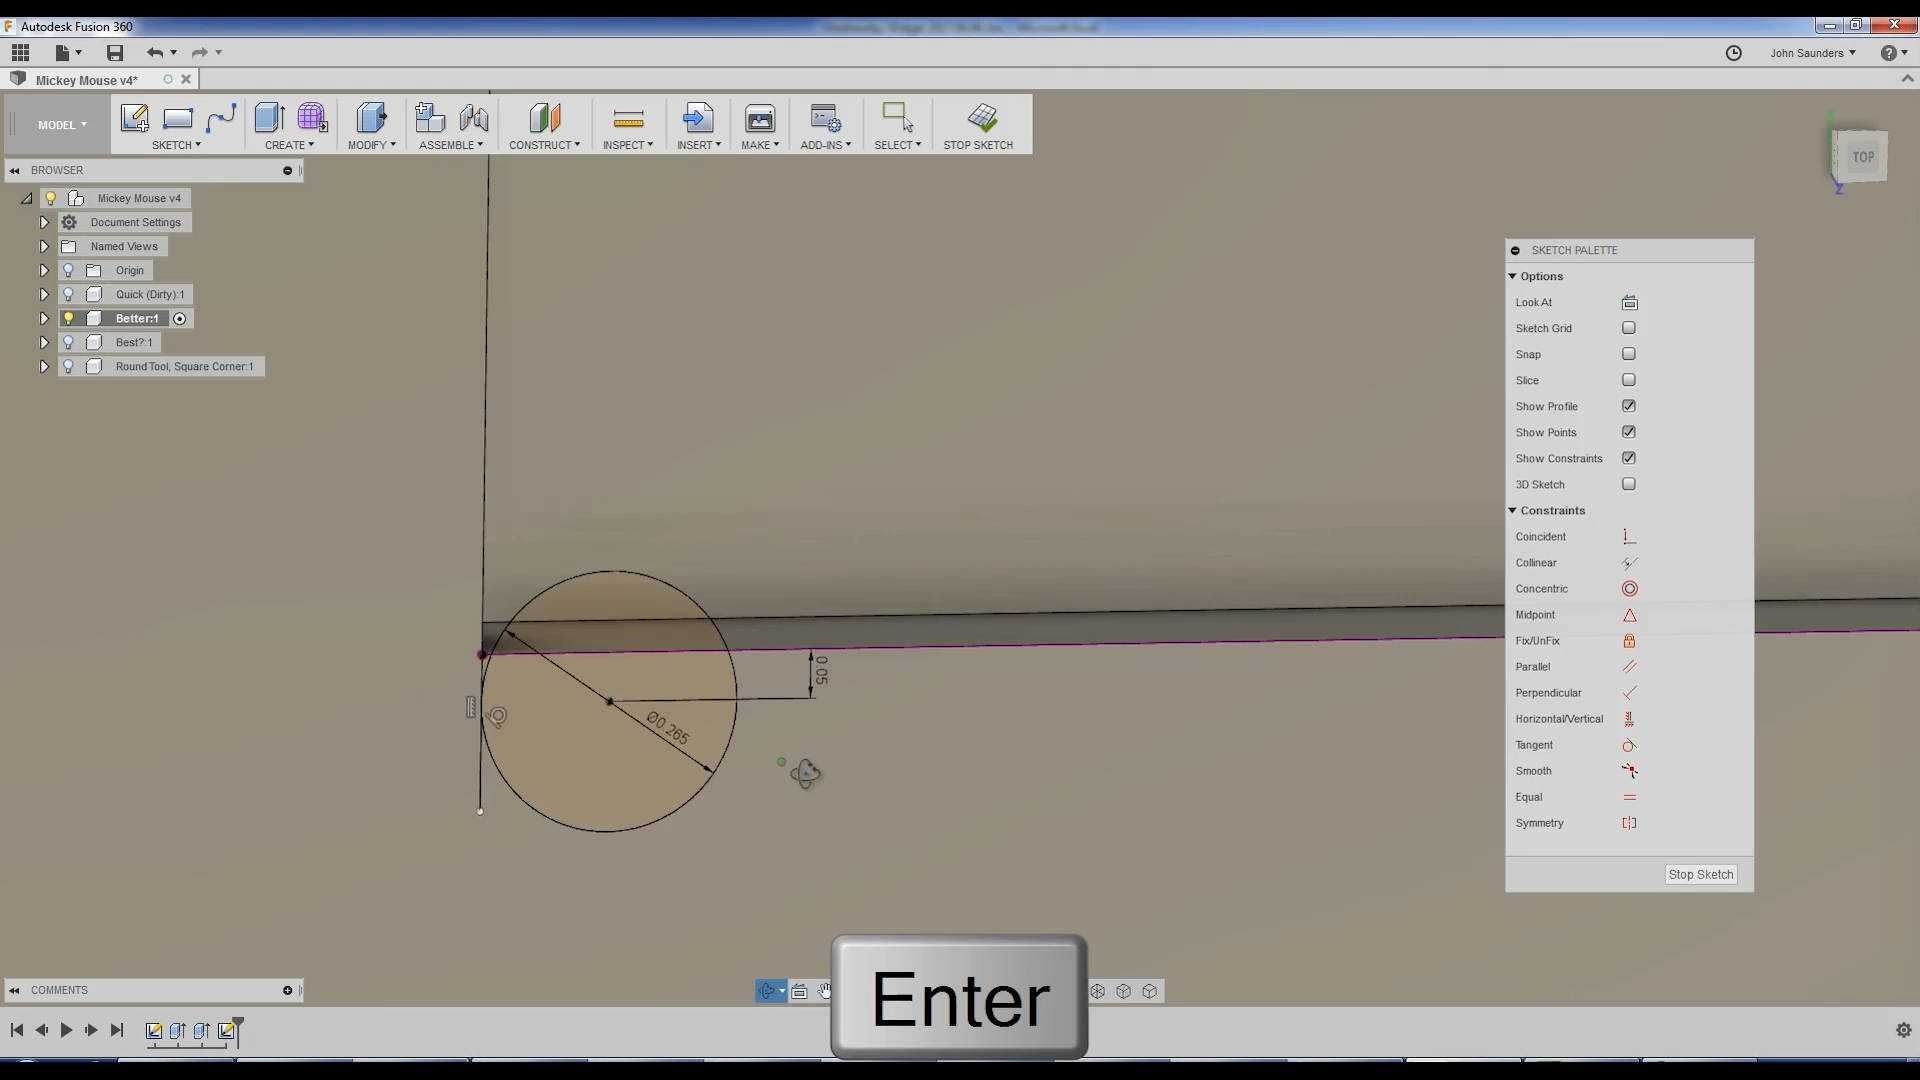 Autodesk Fusion 360
John Saunders
Mickey Mouse v4*
MODEL
SKETCH
CREATE
MODIFY
ASSEMBLE
CONSTRUCT
INSPECT
INSERT
MAKE
ADD-INS
SELECT
STOP SKETCH
TOP
Z
BROWSER
Mickey Mouse v4
Document Settings
Named Views
Origin
Quick (Dirty):1
Better:1
Best?:1
Round Tool, Square Corner:1
SKETCH PALETTE
Options
Look At
Sketch Grid
Snap
Slice
Show Profile
Show Points
Show Constraints
3D Sketch
Constraints
Coincident
Collinear
Concentric
Midpoint
Fix/UnFix
Parallel
Perpendicular
Horizontal/Vertical
Tangent
Smooth
Equal
Symmetry
Stop Sketch
0.05
Ø0.265
Enter
COMMENTS